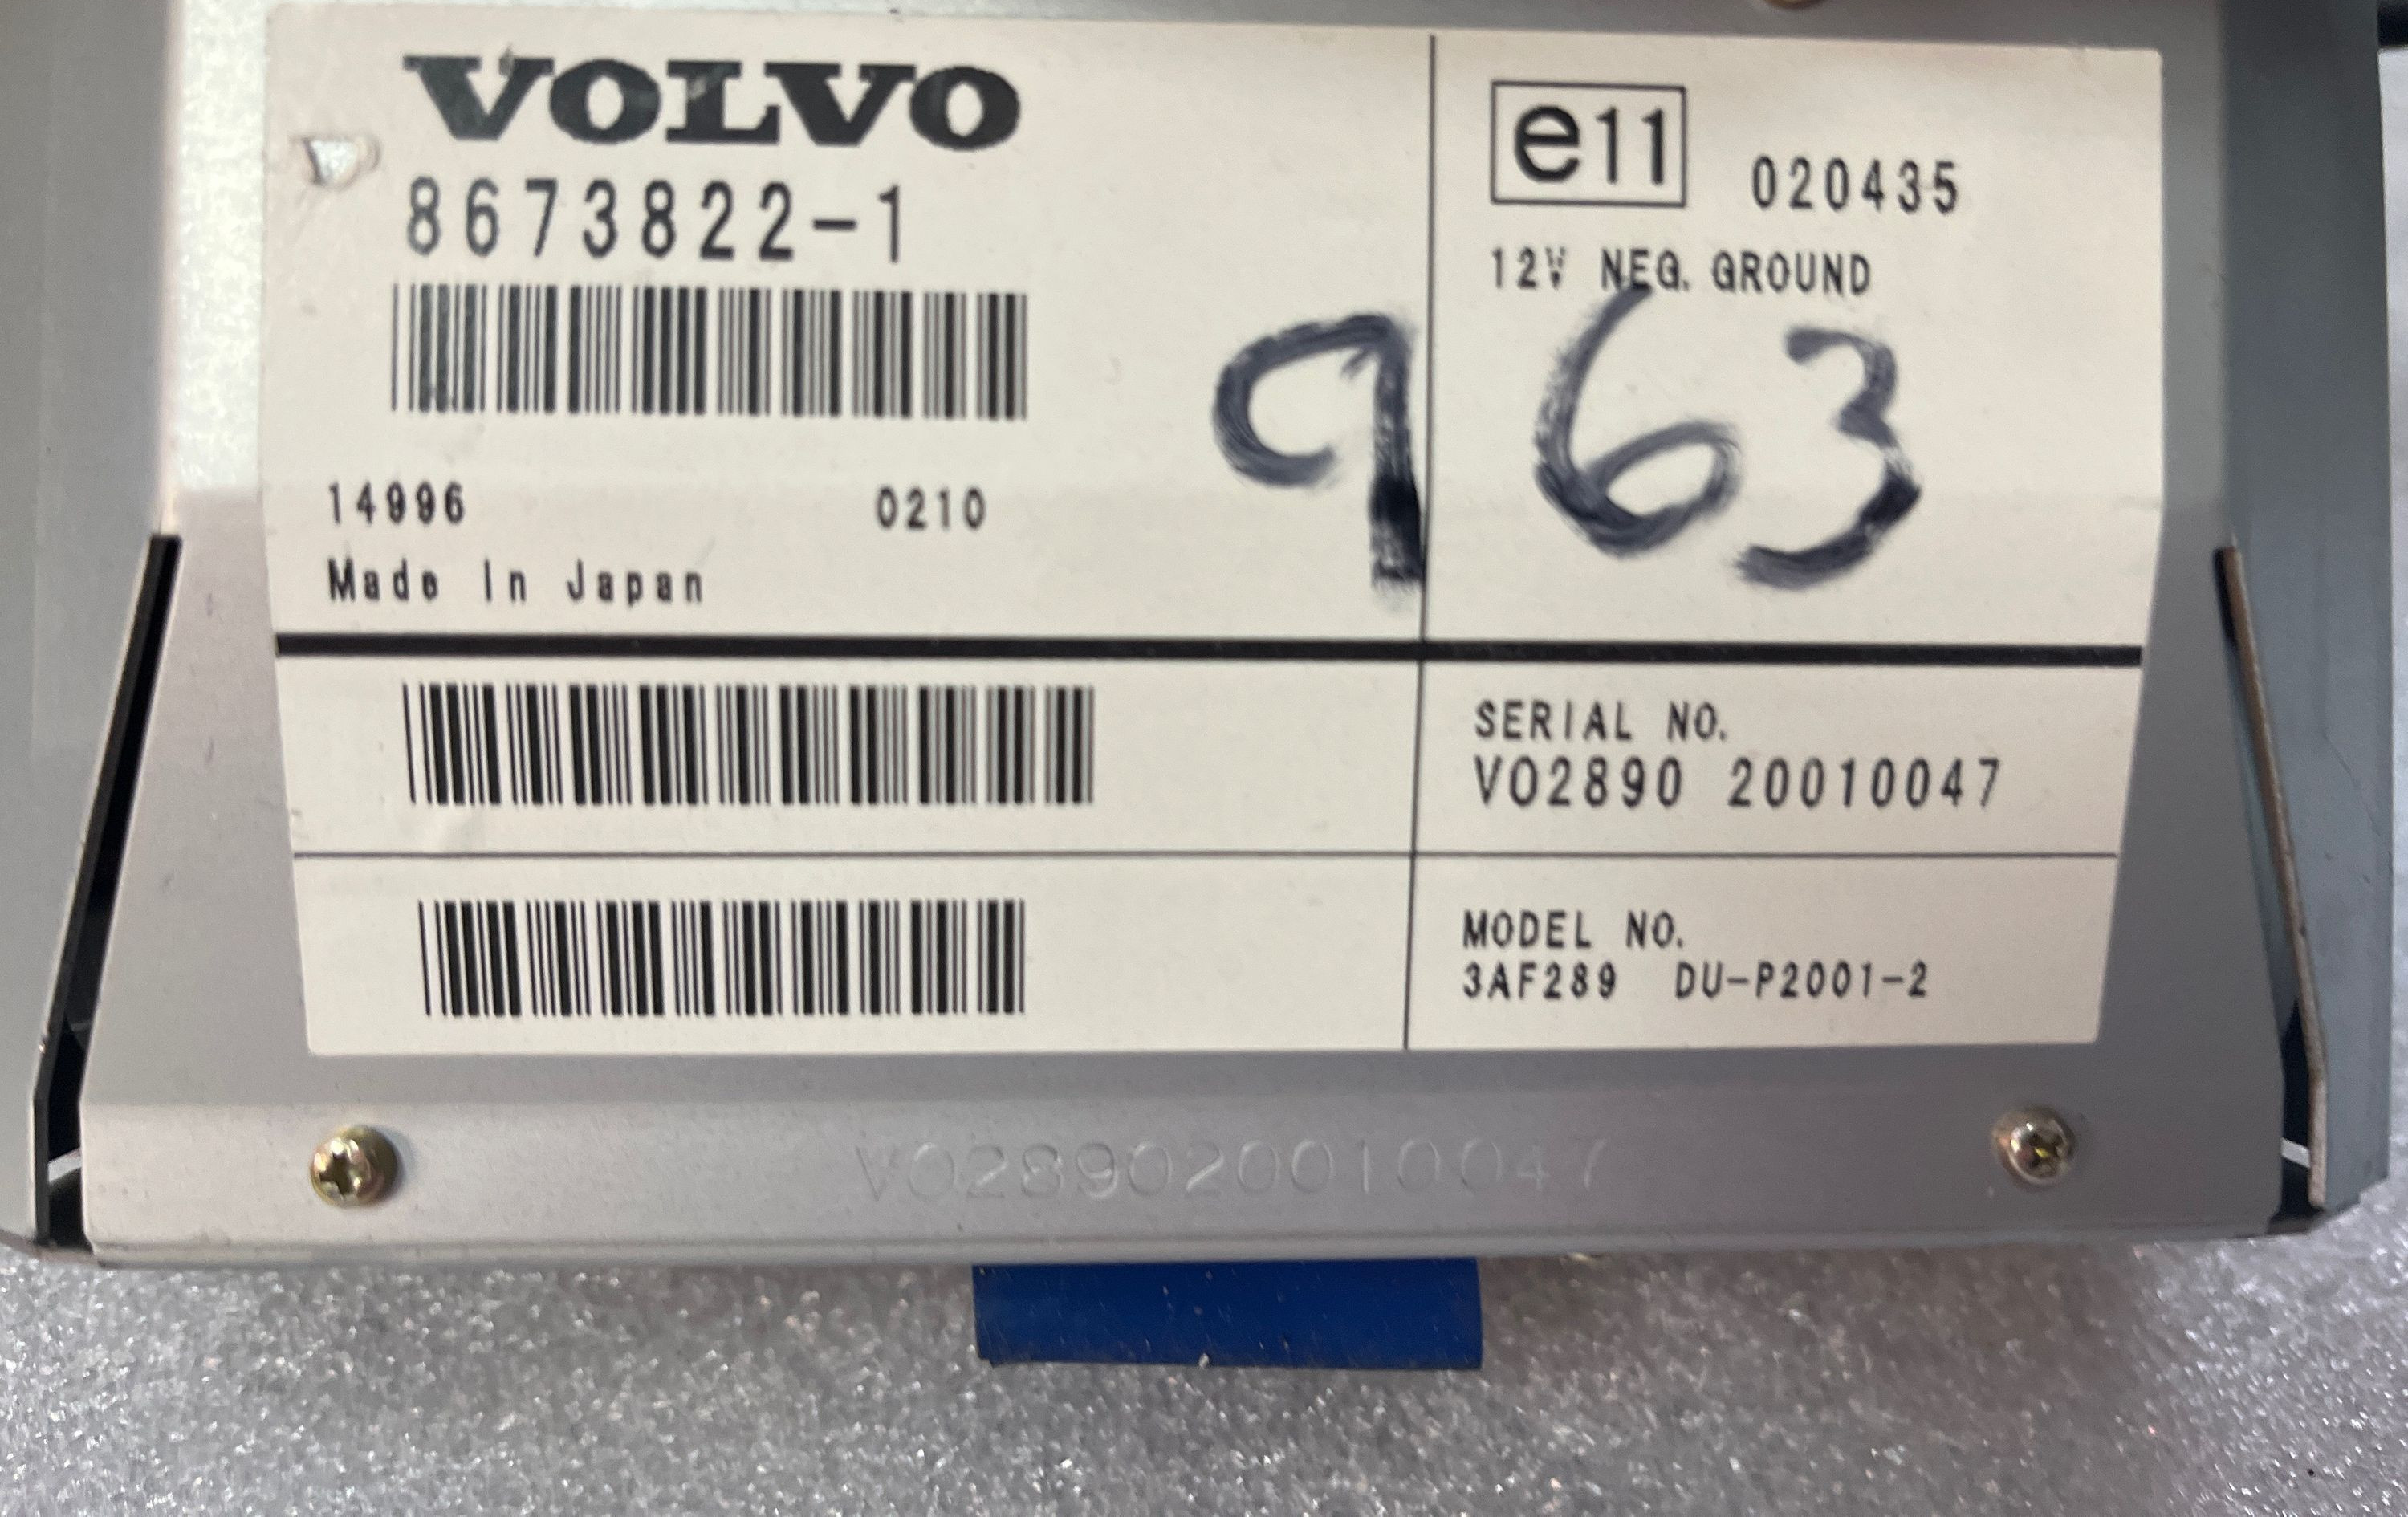 VOLVO
8673822-1
14996 0210
Made In Japan
e11 020435
12V NEG. GROUND
963
SERIAL NO.
VO2890 20010047
MODEL NO.
3AF289 DU-P2001-2
VO289020010047